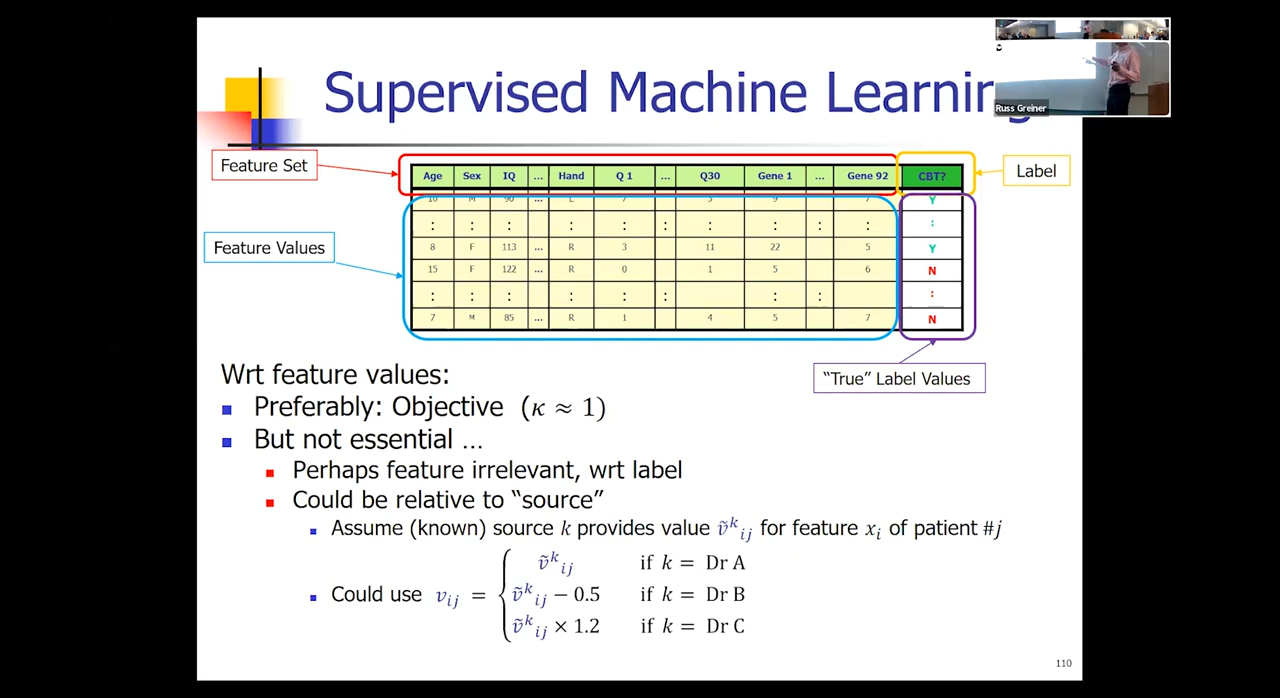 Supervised Machine Learning
Russ Greiner
Feature Set
Age Sex IQ ... Hand Q 1 ... Q30 Gene 1 ... Gene 92 CBT?
Label
10 M 90 ... L 7 3 9 7 Y
: : : : : : : : : : :
Feature Values
8 F 113 ... R 3 11 22 5 Y
15 F 122 ... R 0 1 5 6 N
: : : : : : : : :
7 M 85 ... R 1 4 5 7 N
“True” Label Values
Wrt feature values:
Preferably: Objective (κ ≈ 1)
But not essential ...
Perhaps feature irrelevant, wrt label
Could be relative to “source”
Assume (known) source k provides value ṽᵏᵢⱼ for feature xᵢ of patient #j
ṽᵏᵢⱼ if k = Dr A
Could use vᵢⱼ = { ṽᵏᵢⱼ − 0.5 if k = Dr B
ṽᵏᵢⱼ × 1.2 if k = Dr C
110